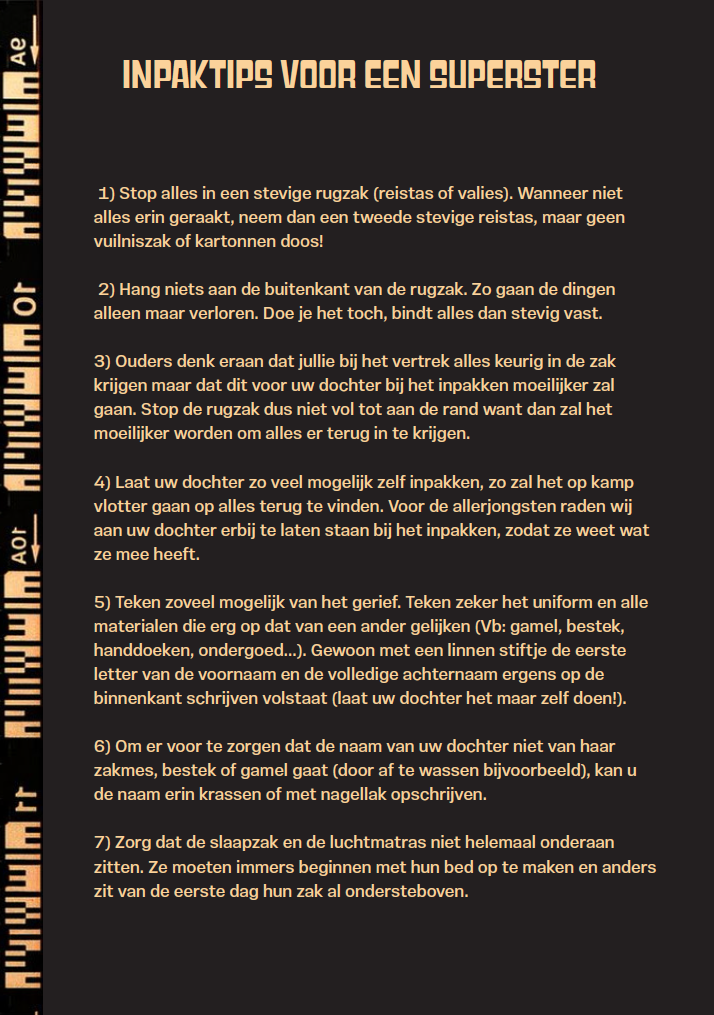 INPAKTIPS VOOR EEN SUPERSTER
1) Stop alles in een stevige rugzak (reistas of valies). Wanneer niet
alles erin geraakt, neem dan een tweede stevige reistas, maar geen
vuilniszak of kartonnen doos!
2) Hang niets aan de buitenkant van de rugzak. Zo gaan de dingen
alleen maar verloren. Doe je het toch, bindt alles dan stevig vast.
3) Ouders denk eraan dat jullie bij het vertrek alles keurig in de zak
krijgen maar dat dit voor uw dochter bij het inpakken moeilijker zal
gaan. Stop de rugzak dus niet vol tot aan de rand want dan zal het
moeilijker worden om alles er terug in te krijgen.
4) Laat uw dochter zo veel mogelijk zelf inpakken, zo zal het op kamp
vlotter gaan op alles terug te vinden. Voor de allerjongsten raden wij
aan uw dochter erbij te laten staan bij het inpakken, zodat ze weet wat
ze mee heeft.
5) Teken zoveel mogelijk van het gerief. Teken zeker het uniform en alle
materialen die erg op dat van een ander gelijken (Vb: gamel, bestek,
handdoeken, ondergoed...). Gewoon met een linnen stiftje de eerste
letter van de voornaam en de volledige achternaam ergens op de
binnenkant schrijven volstaat (laat uw dochter het maar zelf doen!).
6) Om er voor te zorgen dat de naam van uw dochter niet van haar
zakmes, bestek of gamel gaat (door af te wassen bijvoorbeeld), kan u
de naam erin krassen of met nagellak opschrijven.
7) Zorg dat de slaapzak en de luchtmatras niet helemaal onderaan
zitten. Ze moeten immers beginnen met hun bed op te maken en anders
zit van de eerste dag hun zak al ondersteboven.
10
10A
11